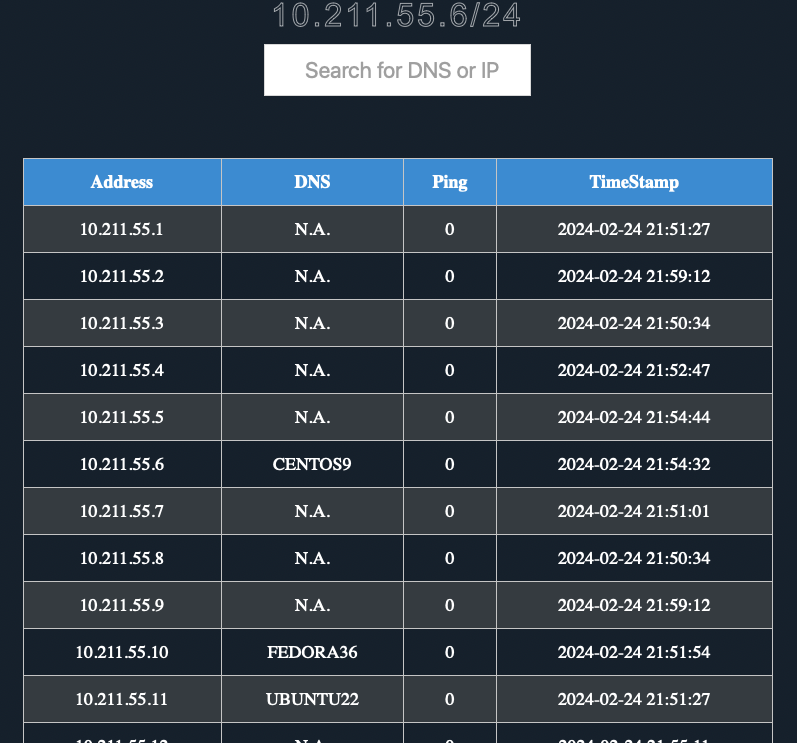 10.211.55.6/24
Search for DNS or IP
Address DNS Ping TimeStamp
10.211.55.1 N.A. 0 2024-02-24 21:51:27
10.211.55.2 N.A. 0 2024-02-24 21:59:12
10.211.55.3 N.A. 0 2024-02-24 21:50:34
10.211.55.4 N.A. 0 2024-02-24 21:52:47
10.211.55.5 N.A. 0 2024-02-24 21:54:44
10.211.55.6 CENTOS9 0 2024-02-24 21:54:32
10.211.55.7 N.A. 0 2024-02-24 21:51:01
10.211.55.8 N.A. 0 2024-02-24 21:50:34
10.211.55.9 N.A. 0 2024-02-24 21:59:12
10.211.55.10 FEDORA36 0 2024-02-24 21:51:54
10.211.55.11 UBUNTU22 0 2024-02-24 21:51:27